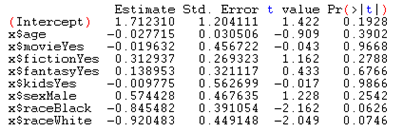 Estimate Std. Error t value Pr(>|t|)
(Intercept) 1.712310 1.204111 1.422 0.1928
x$age -0.027715 0.030506 -0.909 0.3902
x$movieYes -0.019632 0.456722 -0.043 0.9668
x$fictionYes 0.312937 0.269323 1.162 0.2788
x$fantasyYes 0.138953 0.321117 0.433 0.6766
x$kidsYes -0.009775 0.562699 -0.017 0.9866
x$sexMale 0.574428 0.467635 1.228 0.2542
x$raceBlack -0.845482 0.391054 -2.162 0.0626
x$raceWhite -0.920483 0.449148 -2.049 0.0746